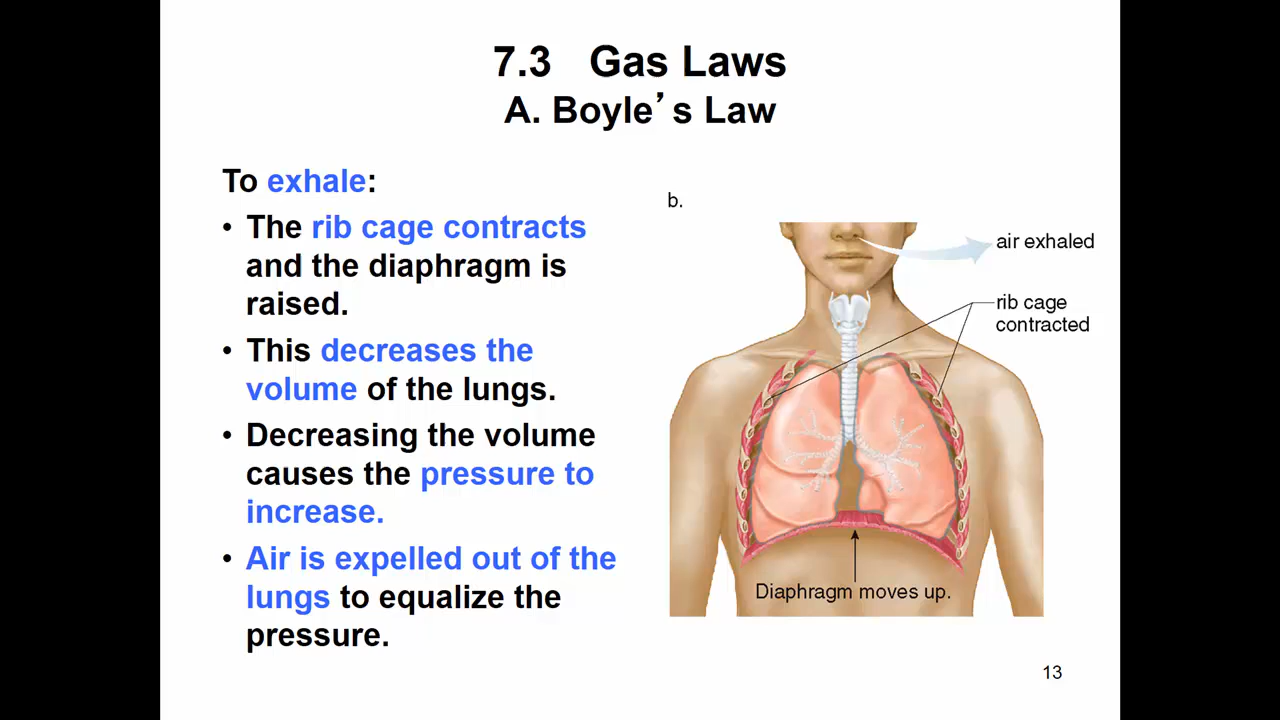 7.3 Gas Laws
A. Boyle’s Law
To exhale:
• The rib cage contracts
and the diaphragm is
raised.
• This decreases the
volume of the lungs.
• Decreasing the volume
causes the pressure to
increase.
• Air is expelled out of the
lungs to equalize the
pressure.
b.
air exhaled
rib cage
contracted
Diaphragm moves up.
13